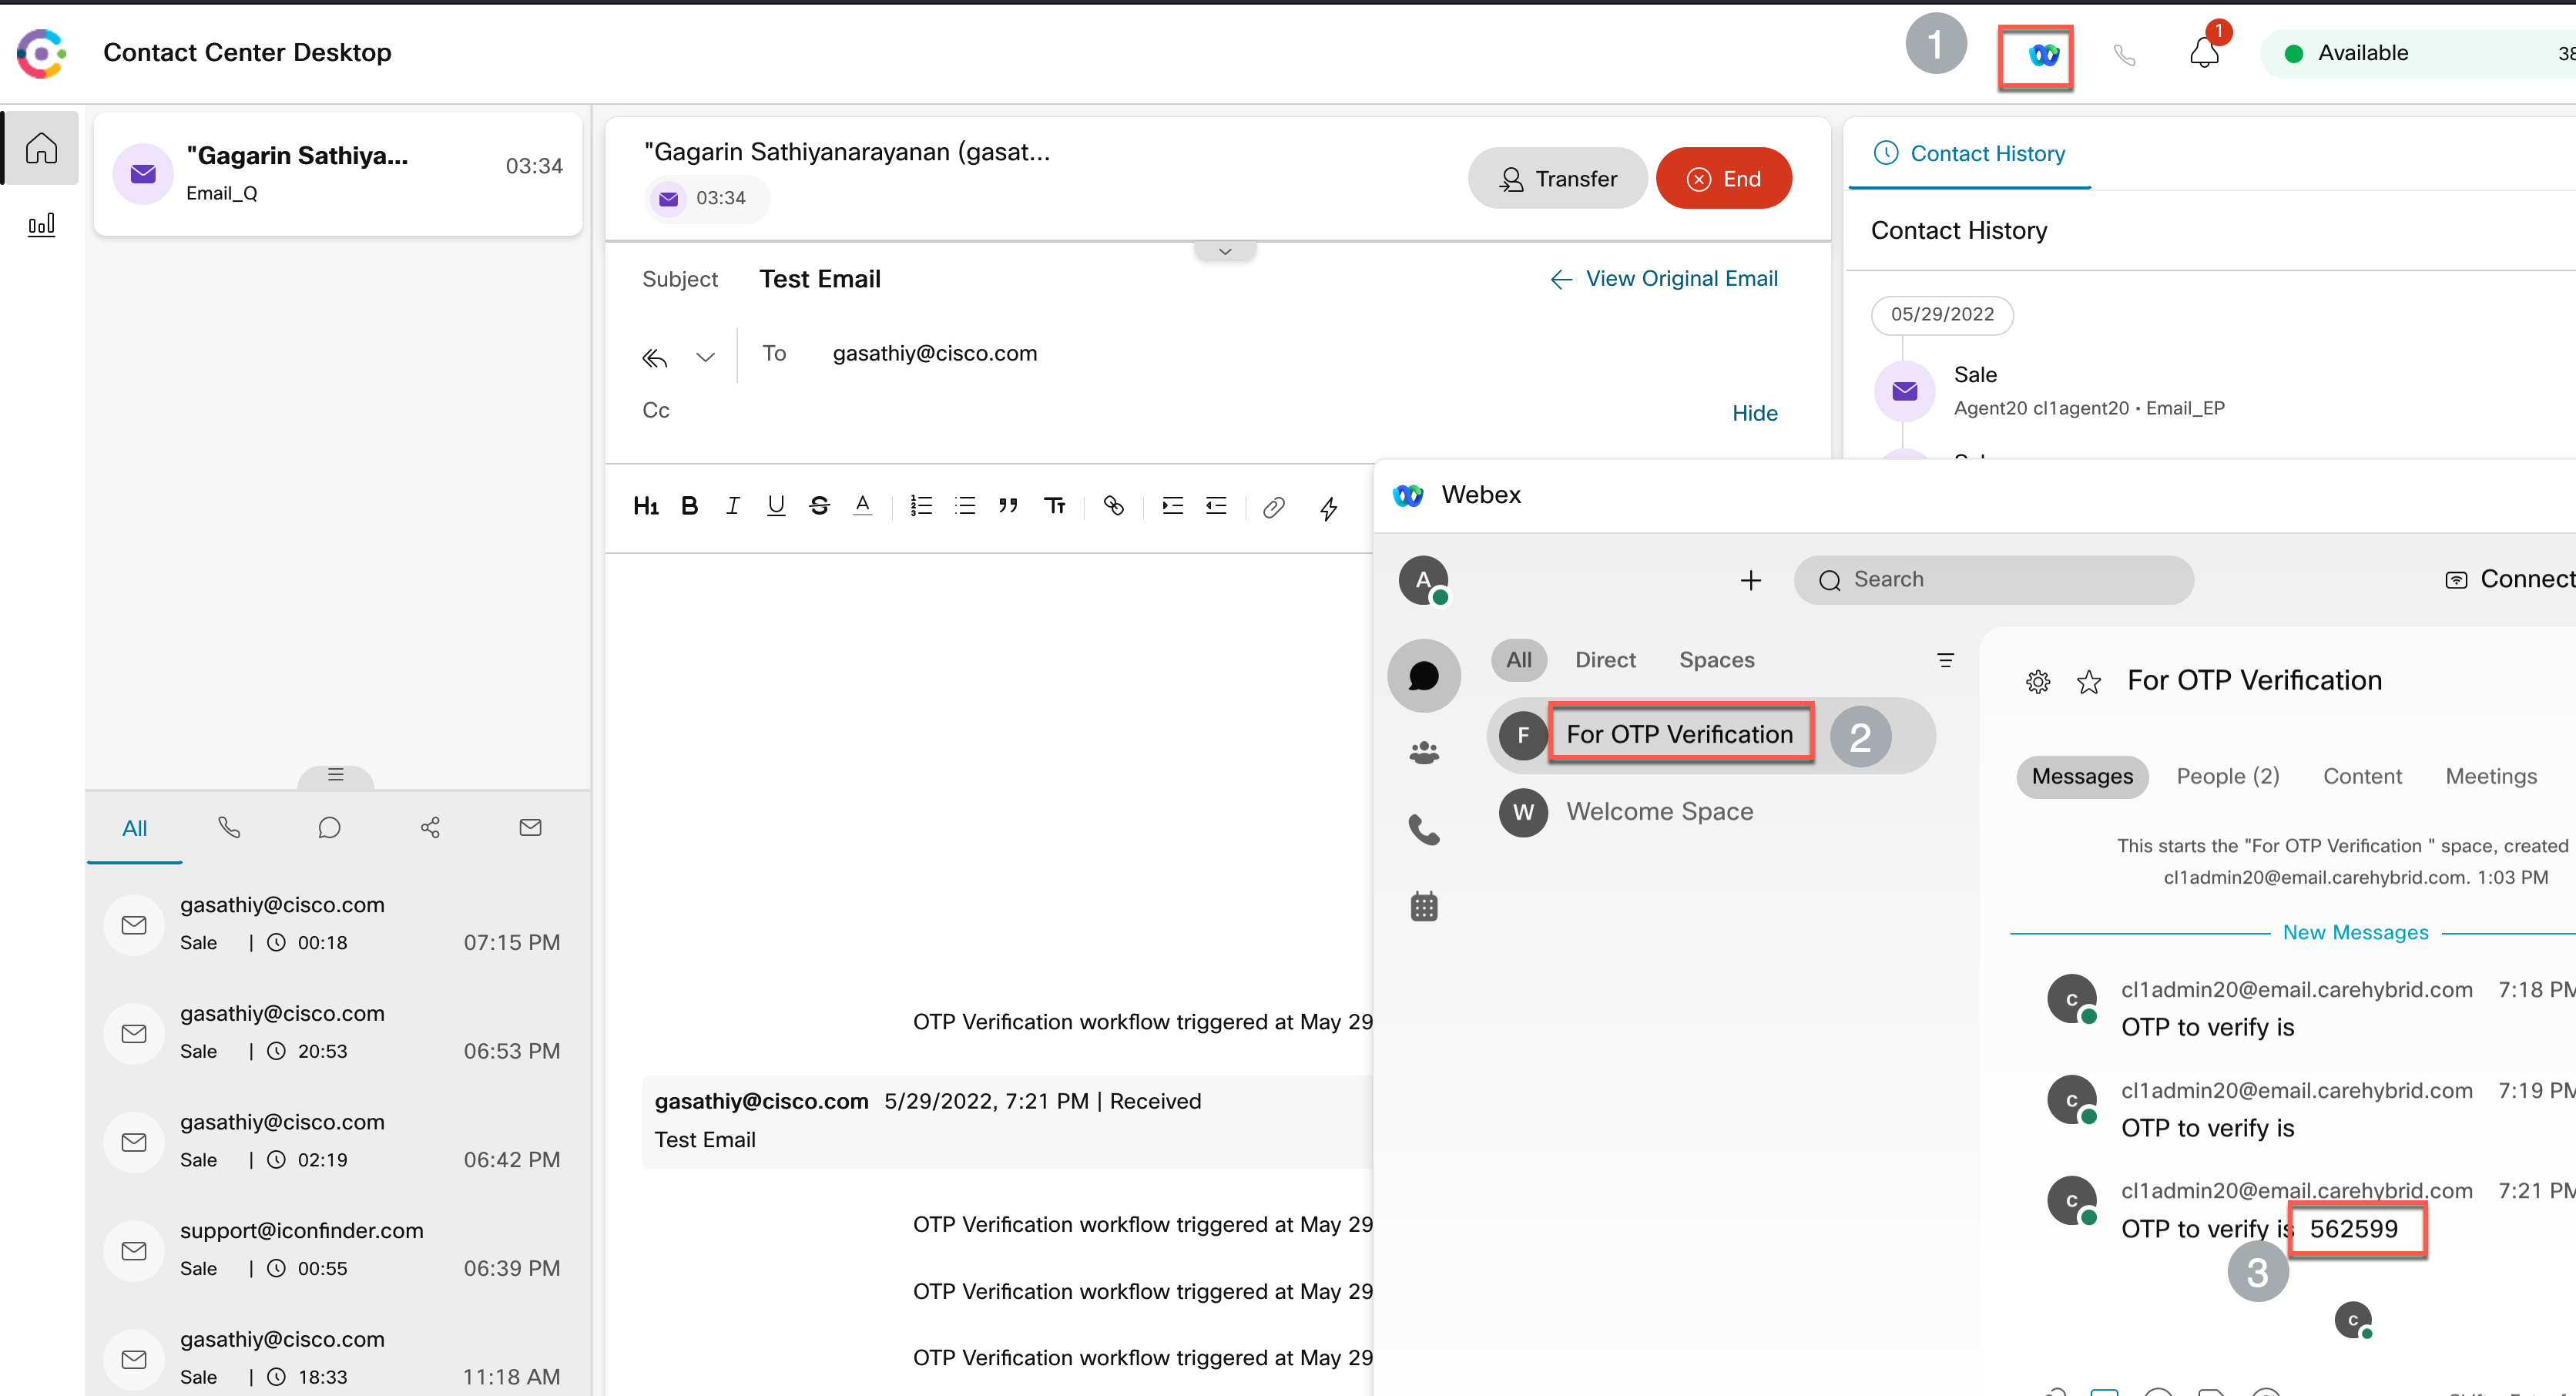 Contact Center Desktop
1
1
Available
38
"Gagarin Sathiya...
Email_Q
03:34
"Gagarin Sathiyanarayanan (gasat...
03:34
Transfer
End
Subject
Test Email
View Original Email
To
gasathiy@cisco.com
Cc
Hide
H1 B I U S A Tт
OTP Verification workflow triggered at May 29
gasathiy@cisco.com 5/29/2022, 7:21 PM | Received
Test Email
OTP Verification workflow triggered at May 29
OTP Verification workflow triggered at May 29
OTP Verification workflow triggered at May 29
Contact History
Contact History
05/29/2022
Sale
Agent20 cl1agent20 • Email_EP
All
gasathiy@cisco.com
Sale | 00:18 07:15 PM
gasathiy@cisco.com
Sale | 20:53 06:53 PM
gasathiy@cisco.com
Sale | 02:19 06:42 PM
support@iconfinder.com
Sale | 00:55 06:39 PM
gasathiy@cisco.com
Sale | 18:33 11:18 AM
Webex
A
Search
Connect
All Direct Spaces
F For OTP Verification 2
W Welcome Space
For OTP Verification
Messages People (2) Content Meetings
This starts the "For OTP Verification " space, created
cl1admin20@email.carehybrid.com. 1:03 PM
New Messages
c cl1admin20@email.carehybrid.com 7:18 PM
OTP to verify is
c cl1admin20@email.carehybrid.com 7:19 PM
OTP to verify is
c cl1admin20@email.carehybrid.com 7:21 PM
OTP to verify is 562599
3
c